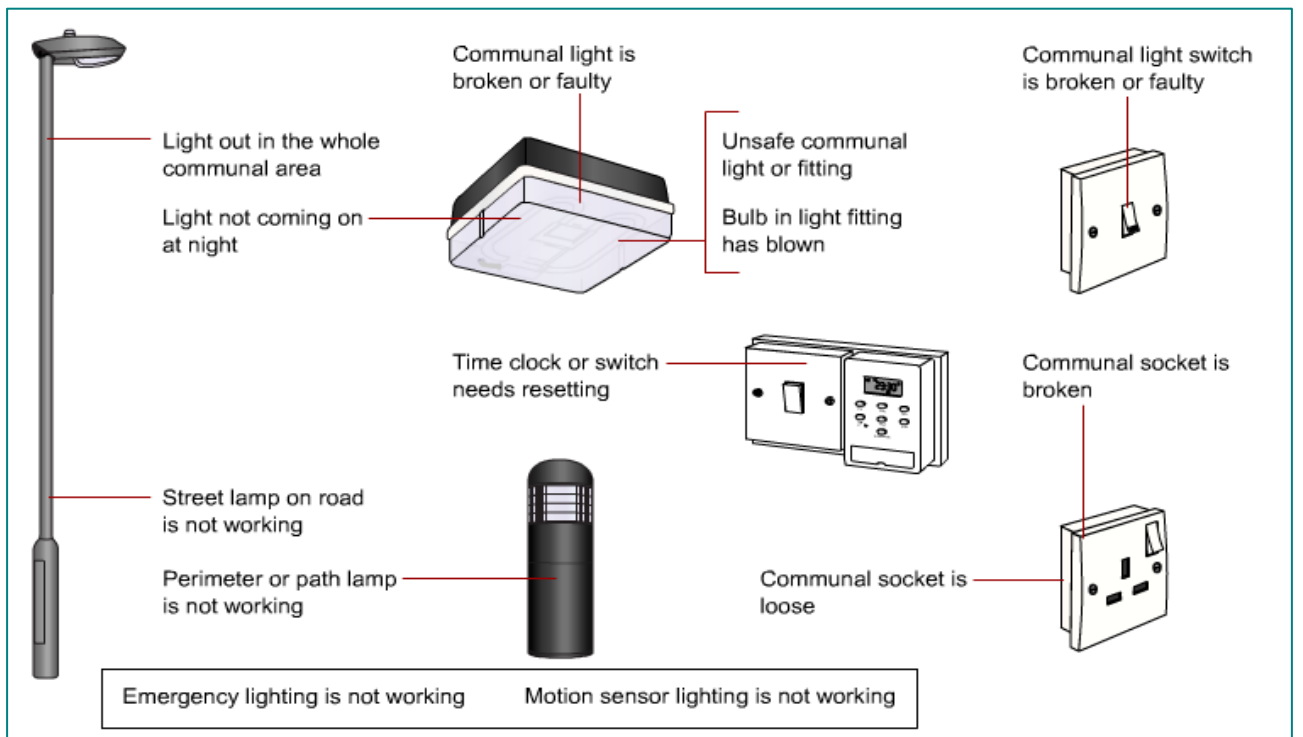 Communal light is
broken or faulty
Communal light switch
is broken or faulty
Light out in the whole
communal area
Unsafe communal
light or fitting
Light not coming on
at night
Bulb in light fitting
has blown
Time clock or switch
needs resetting
Communal socket is
broken
Street lamp on road
is not working
Perimeter or path lamp
is not working
Communal socket is
loose
Emergency lighting is not working
Motion sensor lighting is not working